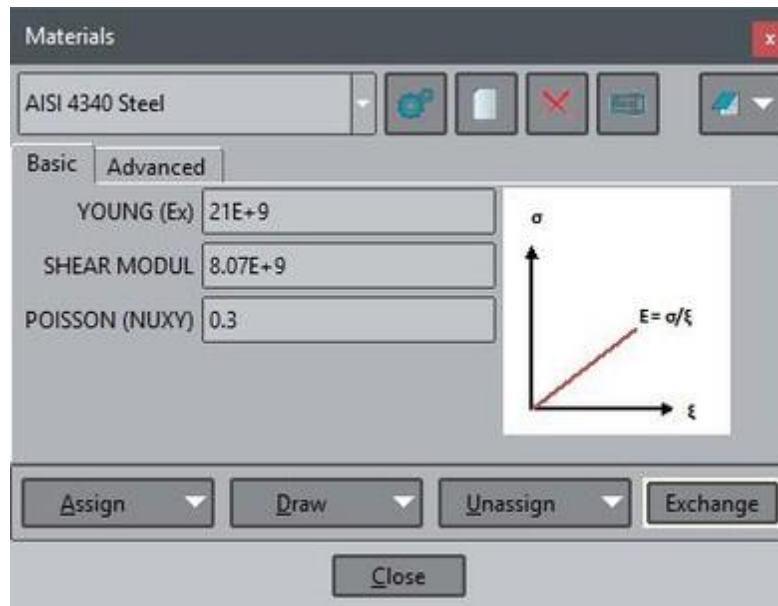 Materials
x
AISI 4340 Steel
Basic
Advanced
YOUNG (Ex) 21E+9
SHEAR MODUL 8.07E+9
POISSON (NUXY) 0.3
σ
E= σ/ξ
ξ
Assign
Draw
Unassign
Exchange
Close